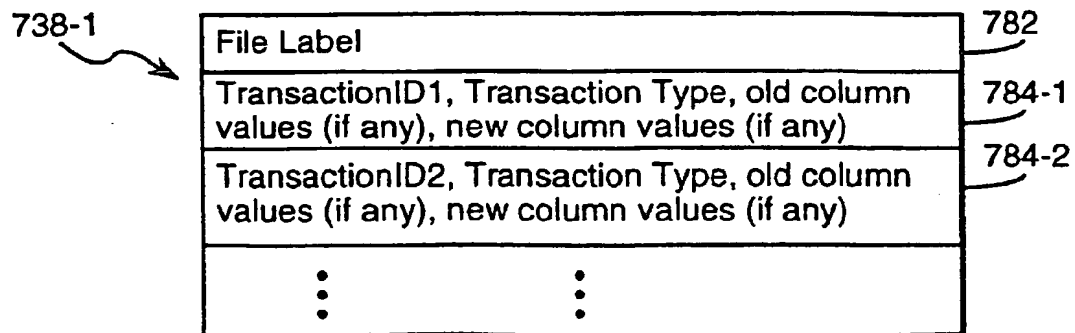 738-1
File Label
782
TransactionID1, Transaction Type, old column
values (if any), new column values (if any)
784-1
TransactionID2, Transaction Type, old column
values (if any), new column values (if any)
784-2